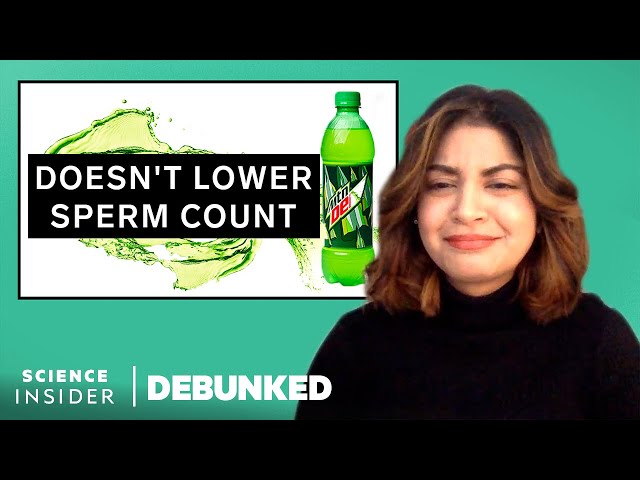 DOESN'T LOWER
SPERM COUNT
mtn
DEW
SCIENCE
INSIDER
DEBUNKED